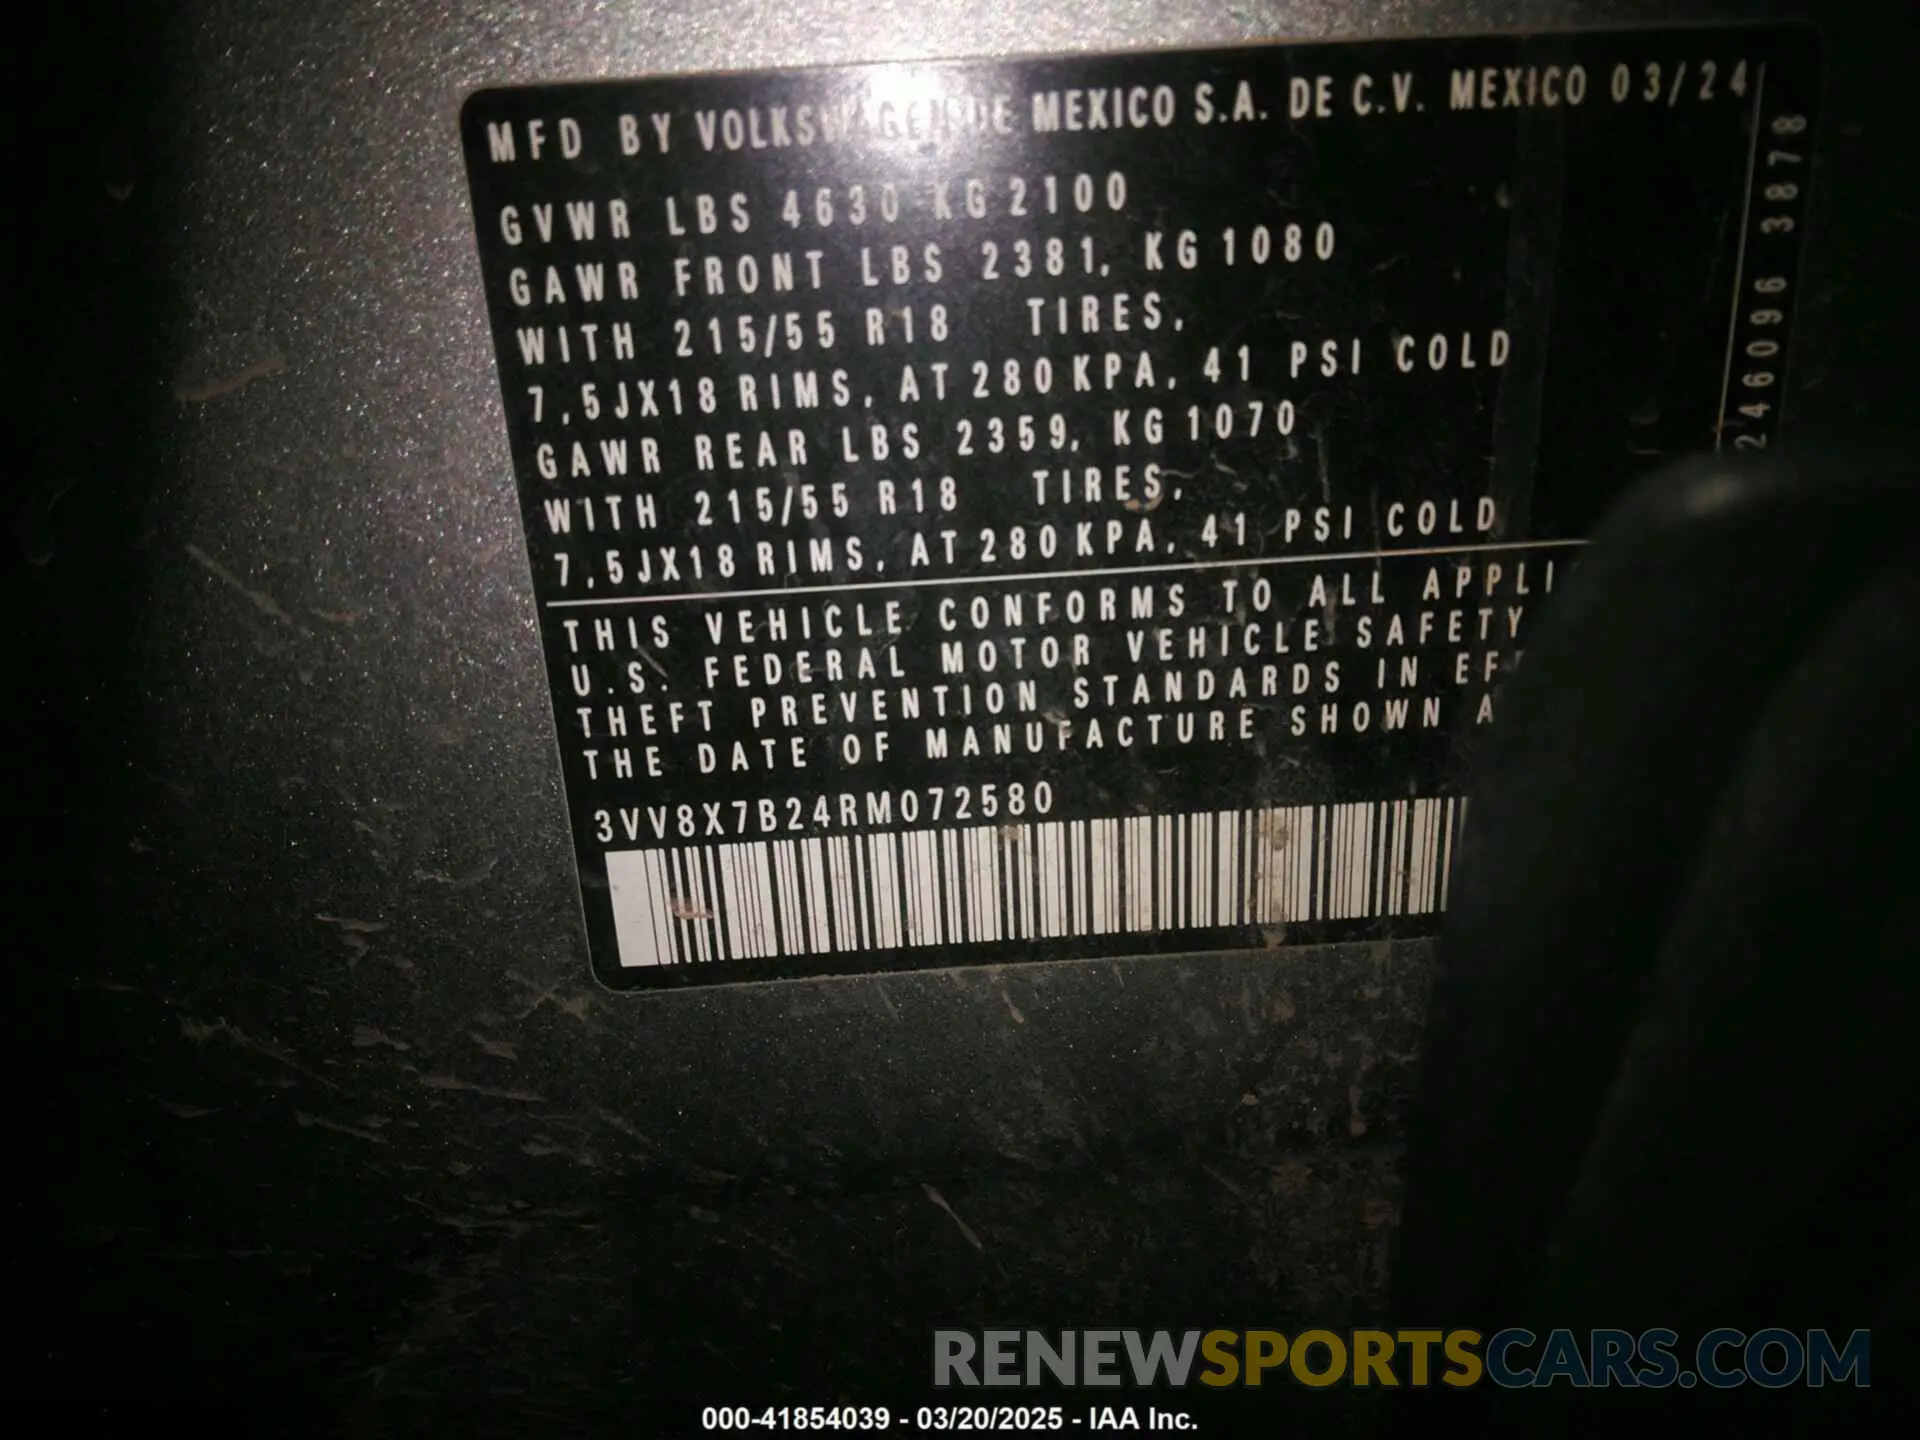 MFD BY VOLKSWAGEN DE MEXICO S.A. DE C.V. MEXICO 03/24
GVWR LBS 4630 KG 2100
GAWR FRONT LBS 2381, KG 1080
WITH 215/55 R18 TIRES,
7,5JX18 RIMS, AT 280 KPA, 41 PSI COLD
GAWR REAR LBS 2359, KG 1070
WITH 215/55 R18 TIRES,
7,5JX18 RIMS, AT 280 KPA, 41 PSI COLD
THIS VEHICLE CONFORMS TO ALL APPLI
U.S. FEDERAL MOTOR VEHICLE SAFETY
THEFT PREVENTION STANDARDS IN EF
THE DATE OF MANUFACTURE SHOWN A
3VV8X7B24RM072580
246096 3878
RENEWSPORTSCARS.COM
000-41854039 - 03/20/2025 - IAA Inc.